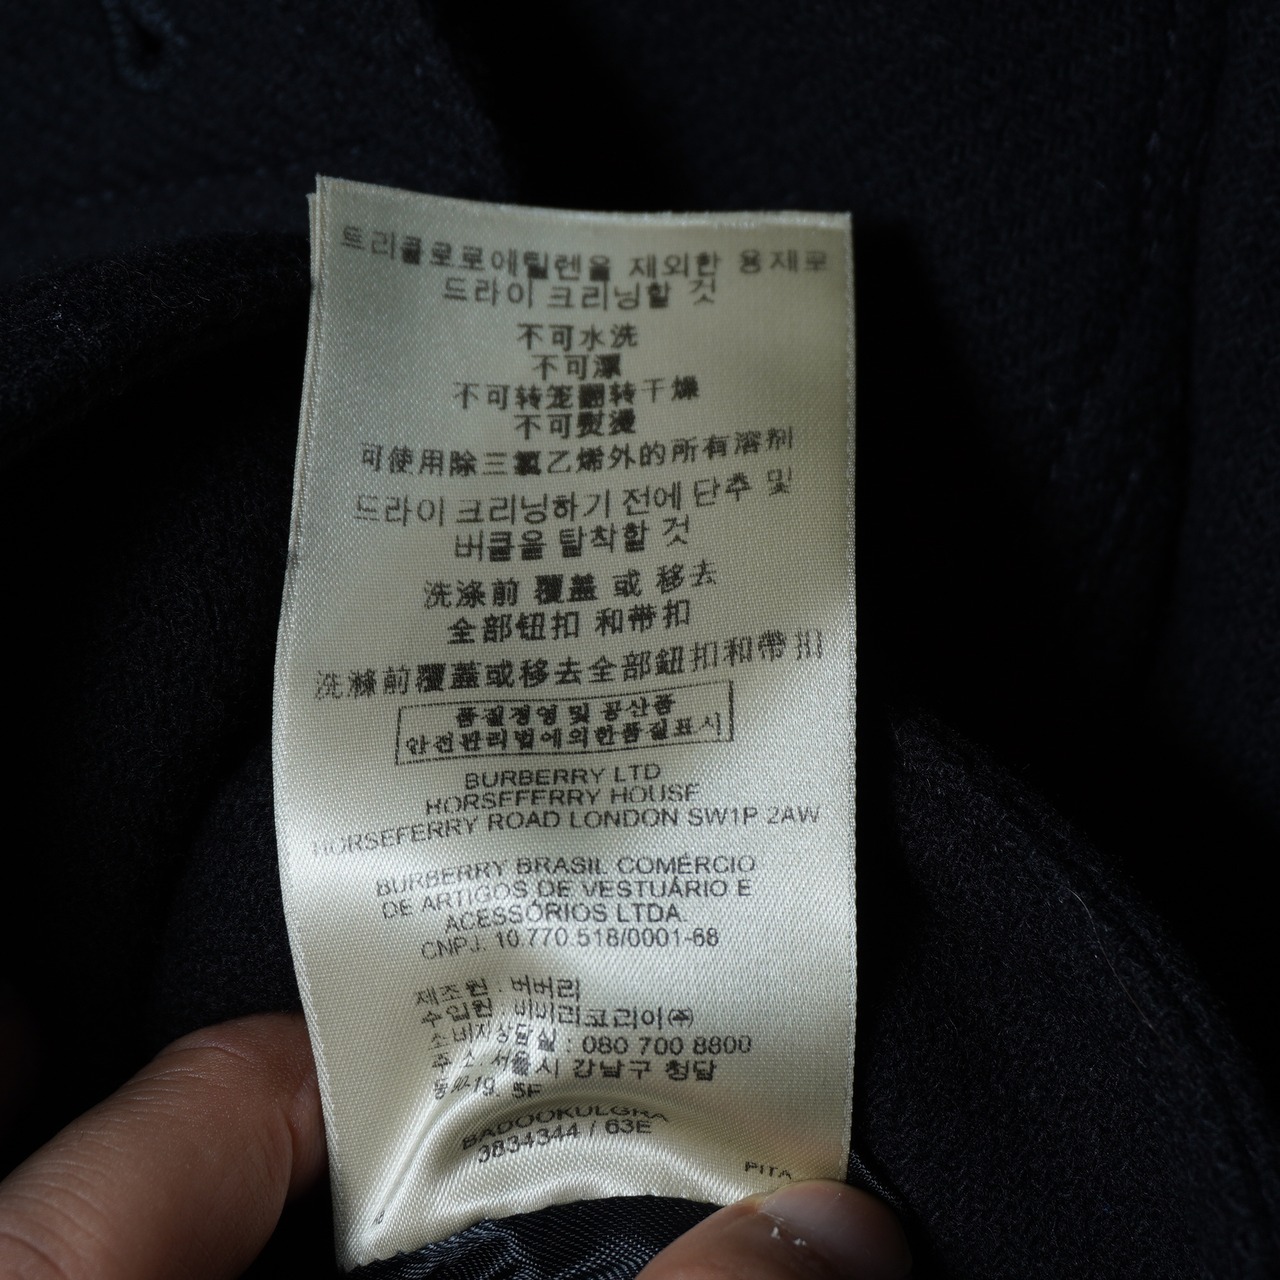 트리클로로에틸렌을 제외한 용제로
드라이 크리닝할 것
不可水洗
不可漂
不可转笼翻转干燥
不可熨烫
可使用除三氯乙烯外的所有溶剂
드라이 크리닝하기 전에 단추 및
버클을 탈착할 것
洗涤前 覆盖 或 移去
全部钮扣 和带扣
洗滌前覆蓋或移去全部鈕扣和帶扣
품질경영 및 공산품
안전관리법에의한품질표시
BURBERRY LTD
HORSEFERRY HOUSE
HORSEFERRY ROAD LONDON SW1P 2AW
BURBERRY BRASIL COMÉRCIO
DE ARTIGOS DE VESTUÁRIO E
ACESSÓRIOS LTDA.
CNPJ: 10.770.518/0001-68
제조원 : 버버리
수입원 : 버버리코리아㈜
소비자상담실 : 080 700 8800
주소 : 서울시 강남구 청담
5F
3834344 / 63E
PITA